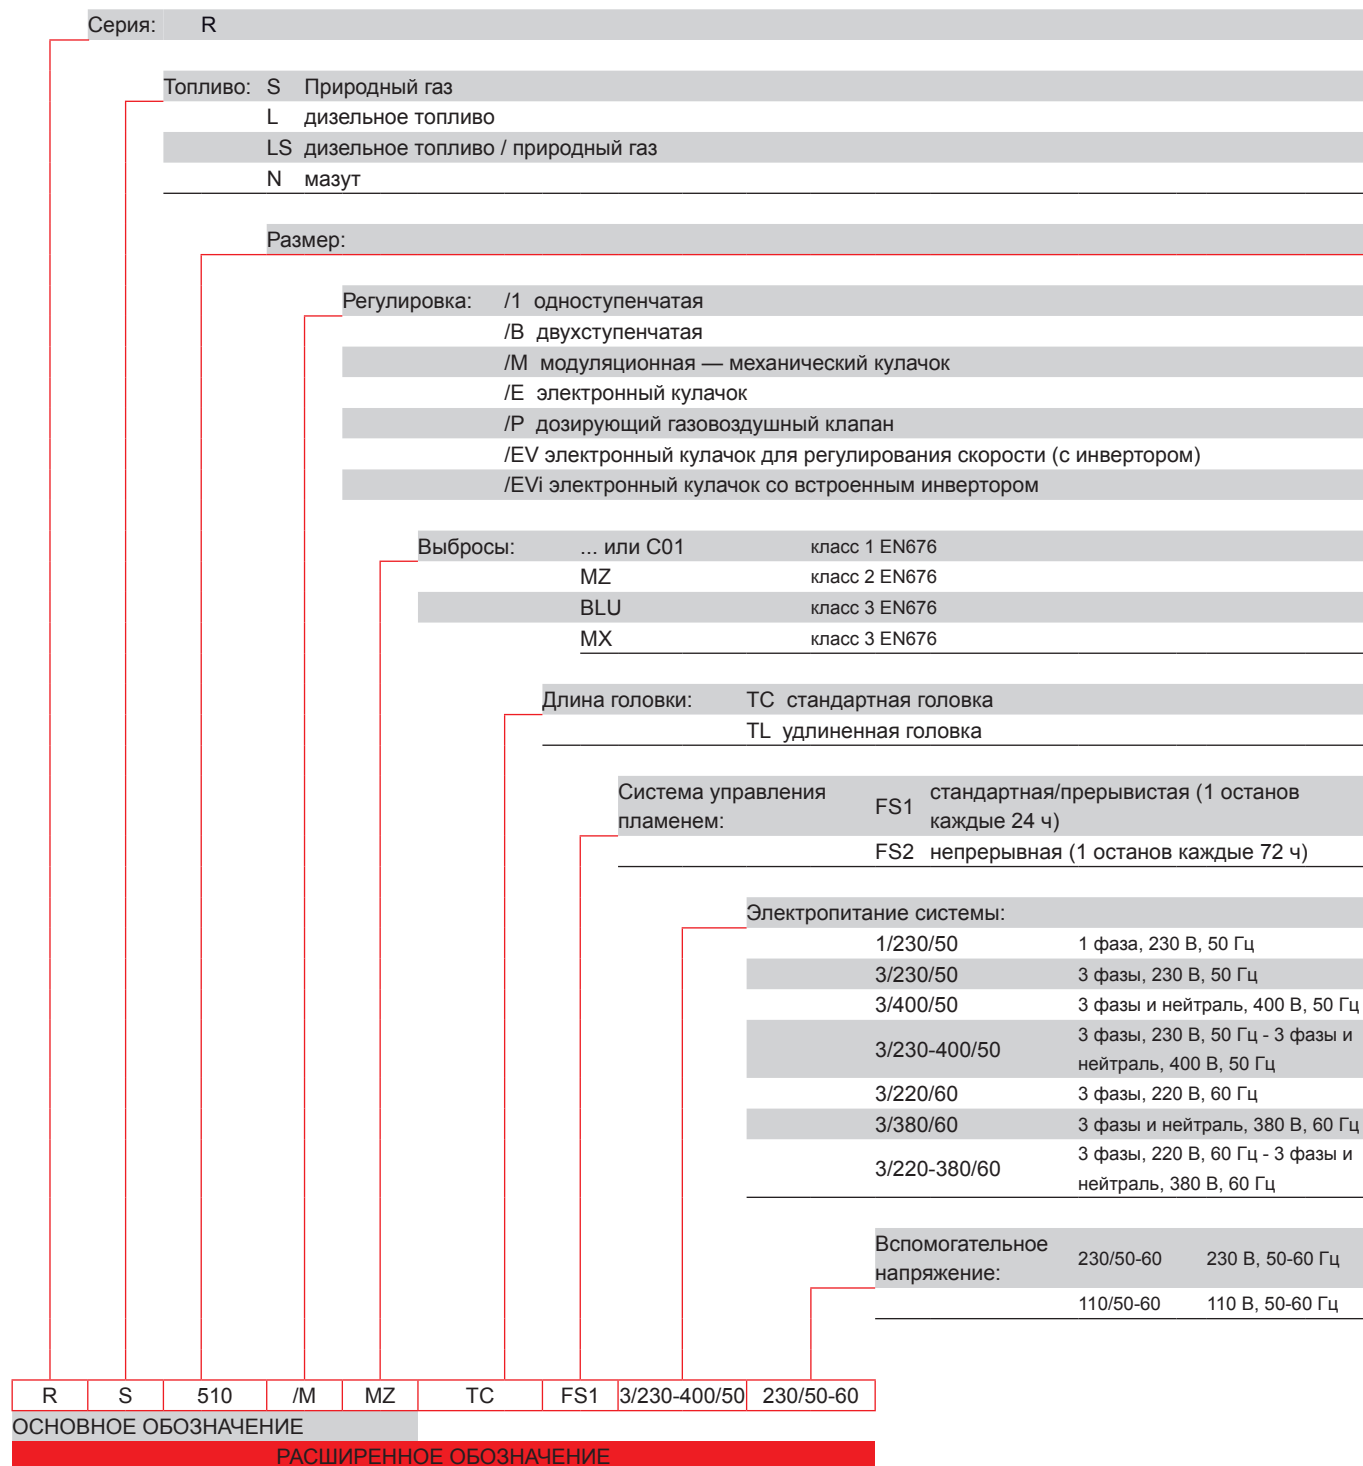 Серия: R
Топливо: S Природный газ
L дизельное топливо
LS дизельное топливо / природный газ
N мазут
Размер:
Регулировка: /1 одноступенчатая
/B двухступенчатая
/M модуляционная — механический кулачок
/E электронный кулачок
/P дозирующий газовоздушный клапан
/EV электронный кулачок для регулирования скорости (с инвертором)
/EVi электронный кулачок со встроенным инвертором
Выбросы: ... или C01 класс 1 EN676
MZ класс 2 EN676
BLU класс 3 EN676
MX класс 3 EN676
Длина головки: TC стандартная головка
TL удлиненная головка
Система управления пламенем: FS1 стандартная/прерывистая (1 останов каждые 24 ч)
FS2 непрерывная (1 останов каждые 72 ч)
Электропитание системы:
1/230/50 1 фаза, 230 В, 50 Гц
3/230/50 3 фазы, 230 В, 50 Гц
3/400/50 3 фазы и нейтраль, 400 В, 50 Гц
3/230-400/50 3 фазы, 230 В, 50 Гц - 3 фазы и нейтраль, 400 В, 50 Гц
3/220/60 3 фазы, 220 В, 60 Гц
3/380/60 3 фазы и нейтраль, 380 В, 60 Гц
3/220-380/60 3 фазы, 220 В, 60 Гц - 3 фазы и нейтраль, 380 В, 60 Гц
Вспомогательное напряжение: 230/50-60 230 В, 50-60 Гц
110/50-60 110 В, 50-60 Гц
R S 510 /M MZ TC FS1 3/230-400/50 230/50-60
ОСНОВНОЕ ОБОЗНАЧЕНИЕ
РАСШИРЕННОЕ ОБОЗНАЧЕНИЕ